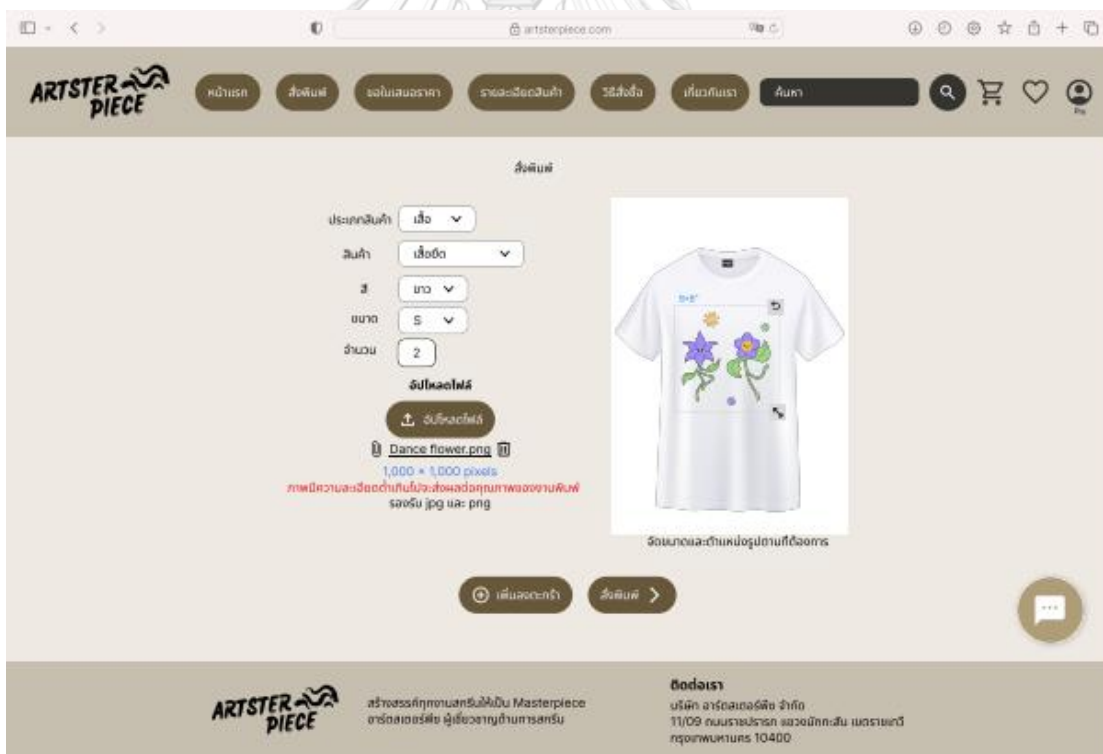 artsterpiece.com
ARTSTER
PIECE
หน้าแรก
สั่งพิมพ์
ขอใบเสนอราคา
รายละเอียดสินค้า
วิธีสั่งซื้อ
เกี่ยวกับเรา
ค้นหา
สั่งพิมพ์
ประเภทสินค้า เสื้อ
สินค้า เสื้อยืด
สี ขาว
ขนาด S
จำนวน 2
อัปโหลดไฟล์
อัปโหลดไฟล์
Dance flower.png
1,000 × 1,000 pixels
ภาพมีความละเอียดต่ำเกินไปจะส่งผลต่อคุณภาพของงานพิมพ์
รองรับ jpg และ png
จัดขนาดและตำแหน่งรูปตามที่ต้องการ
เพิ่มลงตะกร้า
สั่งพิมพ์
ARTSTER
PIECE
สร้างสรรค์ทุกงานสกรีนให้เป็น Masterpiece
อาร์ตสเตอร์พีซ ผู้เชี่ยวชาญด้านการสกรีน
ติดต่อเรา
บริษัท อาร์ตสเตอร์พีซ จำกัด
11/09 ถนนราชปรารภ แขวงมักกะสัน เขตราชเทวี
กรุงเทพมหานคร 10400